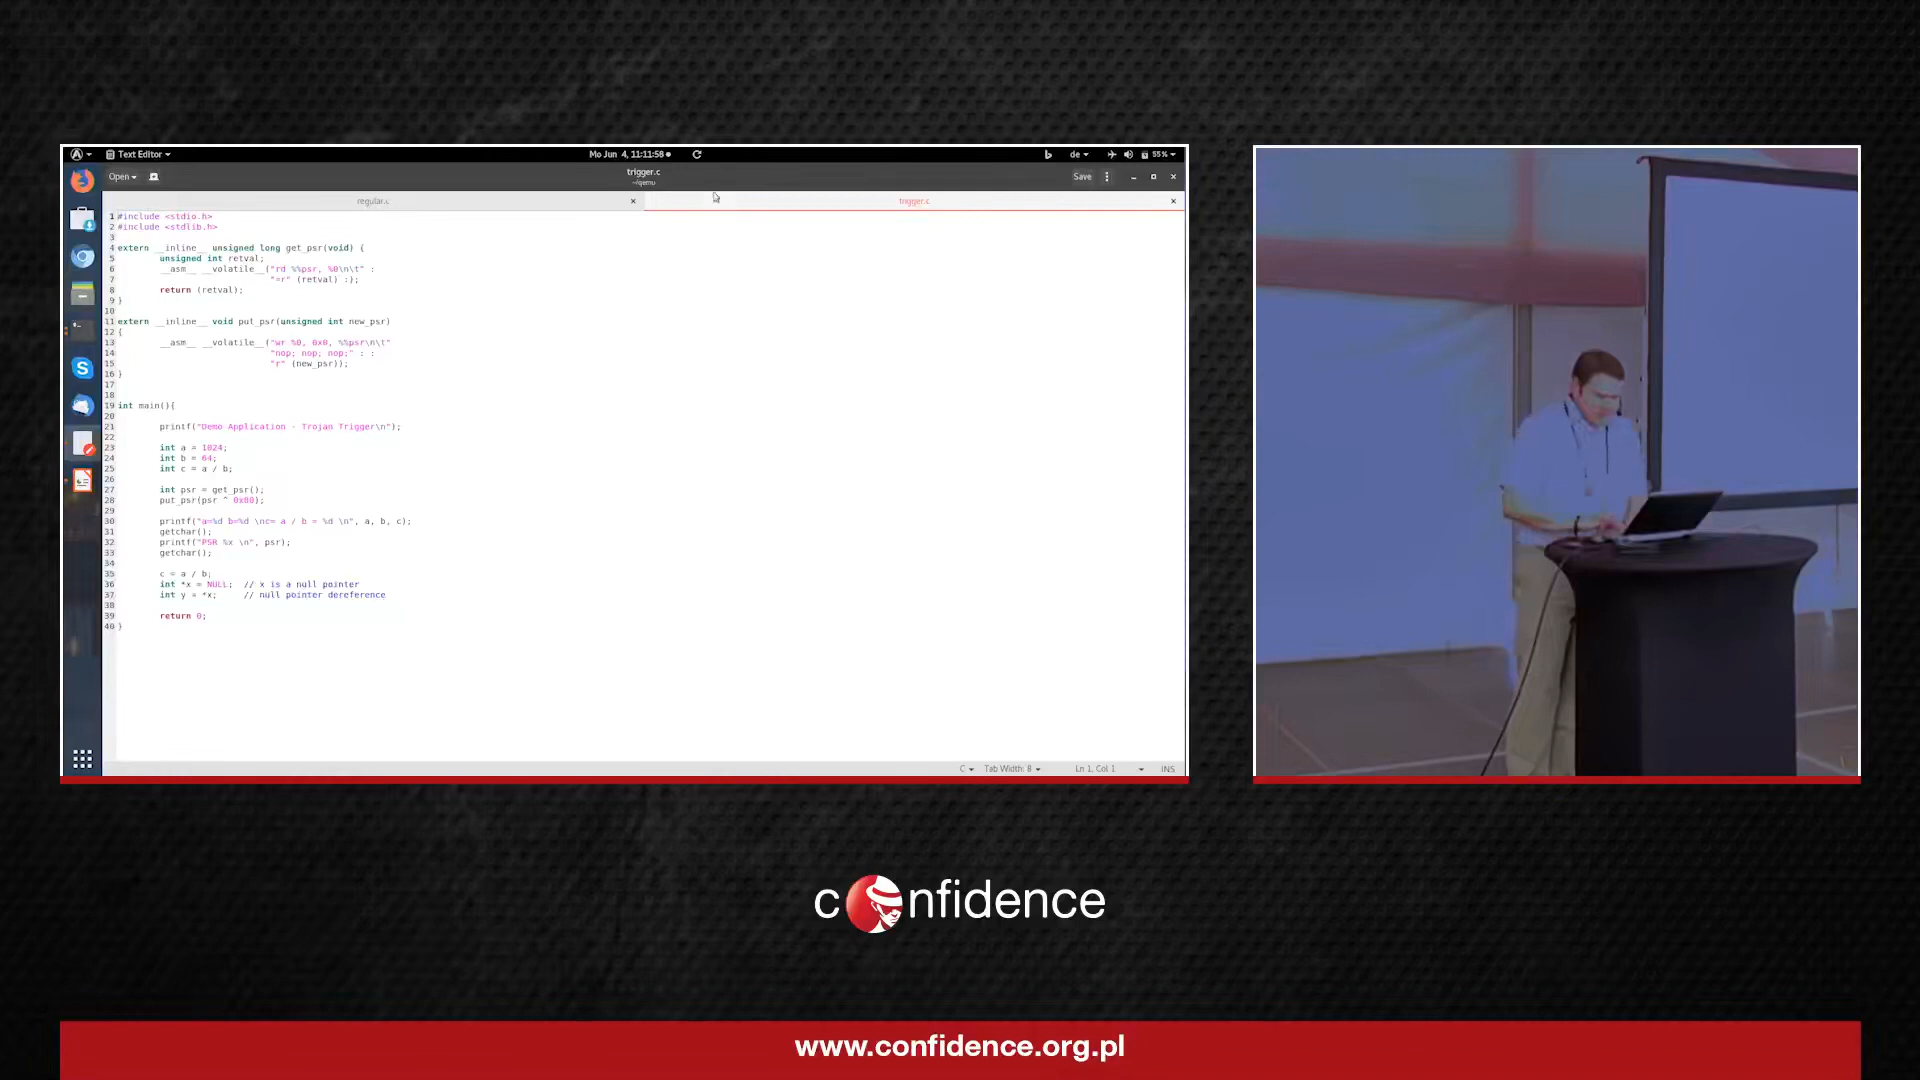 Text Editor
Mo Jun 4, 11:11:58
de
55%
Open
trigger.c
~/qemu
Save
regular.c
trigger.c
1 #include <stdio.h>
2 #include <stdlib.h>
3
4 extern __inline__ unsigned long get_psr(void) {
5 unsigned int retval;
6 __asm__ __volatile__("rd %%psr, %0\n\t" :
7 "=r" (retval) :);
8 return (retval);
9 }
10
11 extern __inline__ void put_psr(unsigned int new_psr)
12 {
13 __asm__ __volatile__("wr %0, 0x0, %%psr\n\t"
14 "nop; nop; nop;" : :
15 "r" (new_psr));
16 }
17
18
19 int main(){
20
21 printf("Demo Application - Trojan Trigger\n");
22
23 int a = 1024;
24 int b = 64;
25 int c = a / b;
26
27 int psr = get_psr();
28 put_psr(psr ^ 0x80);
29
30 printf("a=%d b=%d \nc= a / b = %d \n", a, b, c);
31 getchar();
32 printf("PSR %x \n", psr);
33 getchar();
34
35 c = a / b;
36 int *x = NULL; // x is a null pointer
37 int y = *x; // null pointer dereference
38
39 return 0;
40 }
C
Tab Width: 8
Ln 1, Col 1
INS
confidence
www.confidence.org.pl